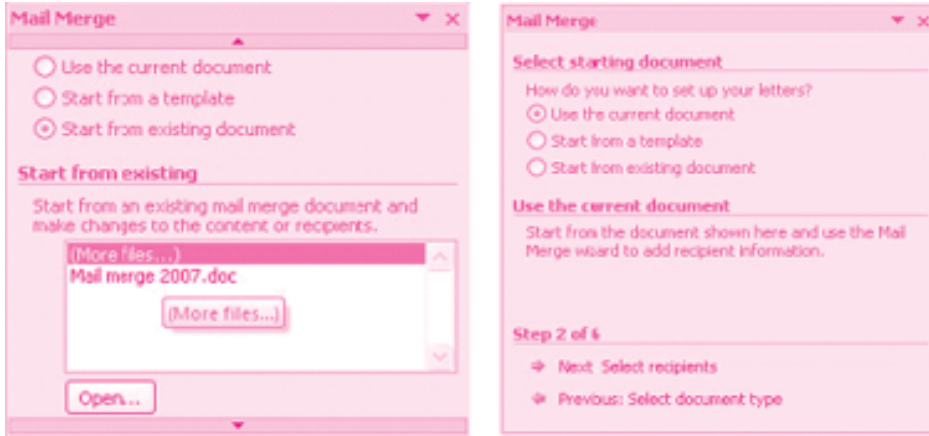 Mail Merge
Use the current document
Start from a template
Start from existing document
Start from existing
Start from an existing mail merge document and
make changes to the content or recipients.
(More files...)
Mail merge 2007.doc
(More files...)
Open...
Mail Merge
Select starting document
How do you want to set up your letters?
Use the current document
Start from a template
Start from existing document
Use the current document
Start from the document shown here and use the Mail
Merge wizard to add recipient information.
Step 2 of 6
Next Select recipients
Previous: Select document type